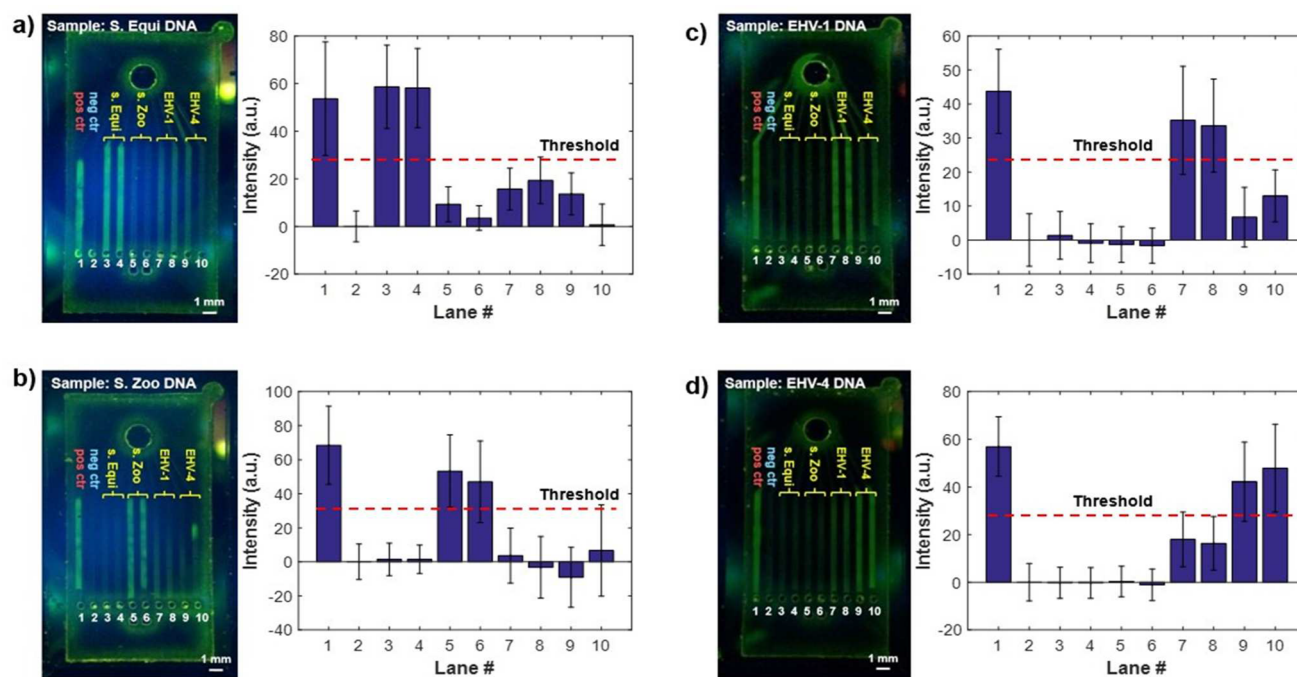 a)
Sample: S. Equi DNA
pos ctr
neg ctr
s. Equi
s. Zoo
EHV-1
EHV-4
1 2 3 4 5 6 7 8 9 10
1 mm
80
60
40
20
0
-20
Intensity (a.u.)
Threshold
1 2 3 4 5 6 7 8 9 10
Lane #
c)
Sample: EHV-1 DNA
pos ctr
neg ctr
s. Equi
s. Zoo
EHV-1
EHV-4
1 2 3 4 5 6 7 8 9 10
1 mm
60
50
40
30
20
10
0
-10
Intensity (a.u.)
Threshold
1 2 3 4 5 6 7 8 9 10
Lane #
b)
Sample: S. Zoo DNA
pos ctr
neg ctr
s. Equi
s. Zoo
EHV-1
EHV-4
1 2 3 4 5 6 7 8 9 10
1 mm
100
80
60
40
20
0
-20
-40
Intensity (a.u.)
Threshold
1 2 3 4 5 6 7 8 9 10
Lane #
d)
Sample: EHV-4 DNA
pos ctr
neg ctr
s. Equi
s. Zoo
EHV-1
EHV-4
1 2 3 4 5 6 7 8 9 10
1 mm
80
60
40
20
0
-20
Intensity (a.u.)
Threshold
1 2 3 4 5 6 7 8 9 10
Lane #